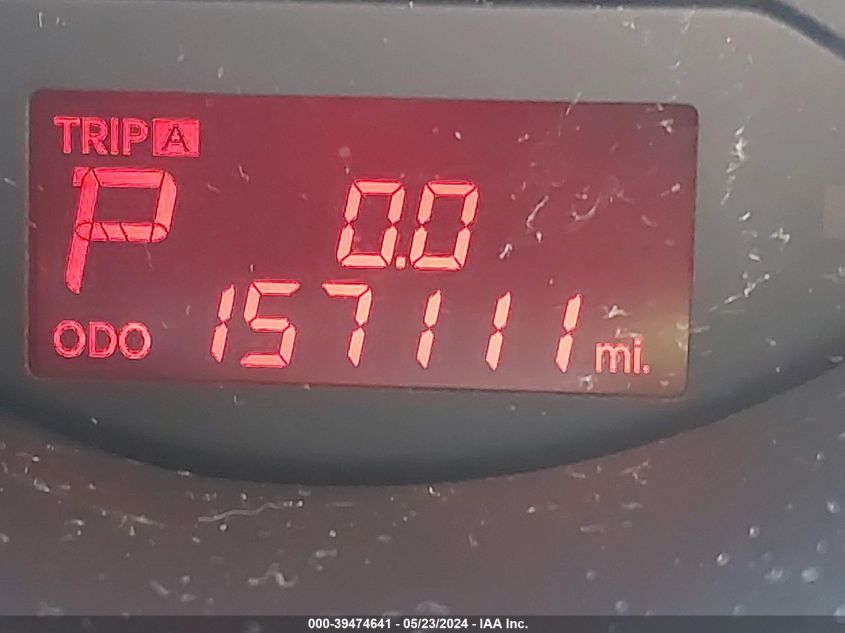 TRIP A
P 0.0
ODO 157111 mi.
000-39474641 - 05/23/2024 - IAA Inc.